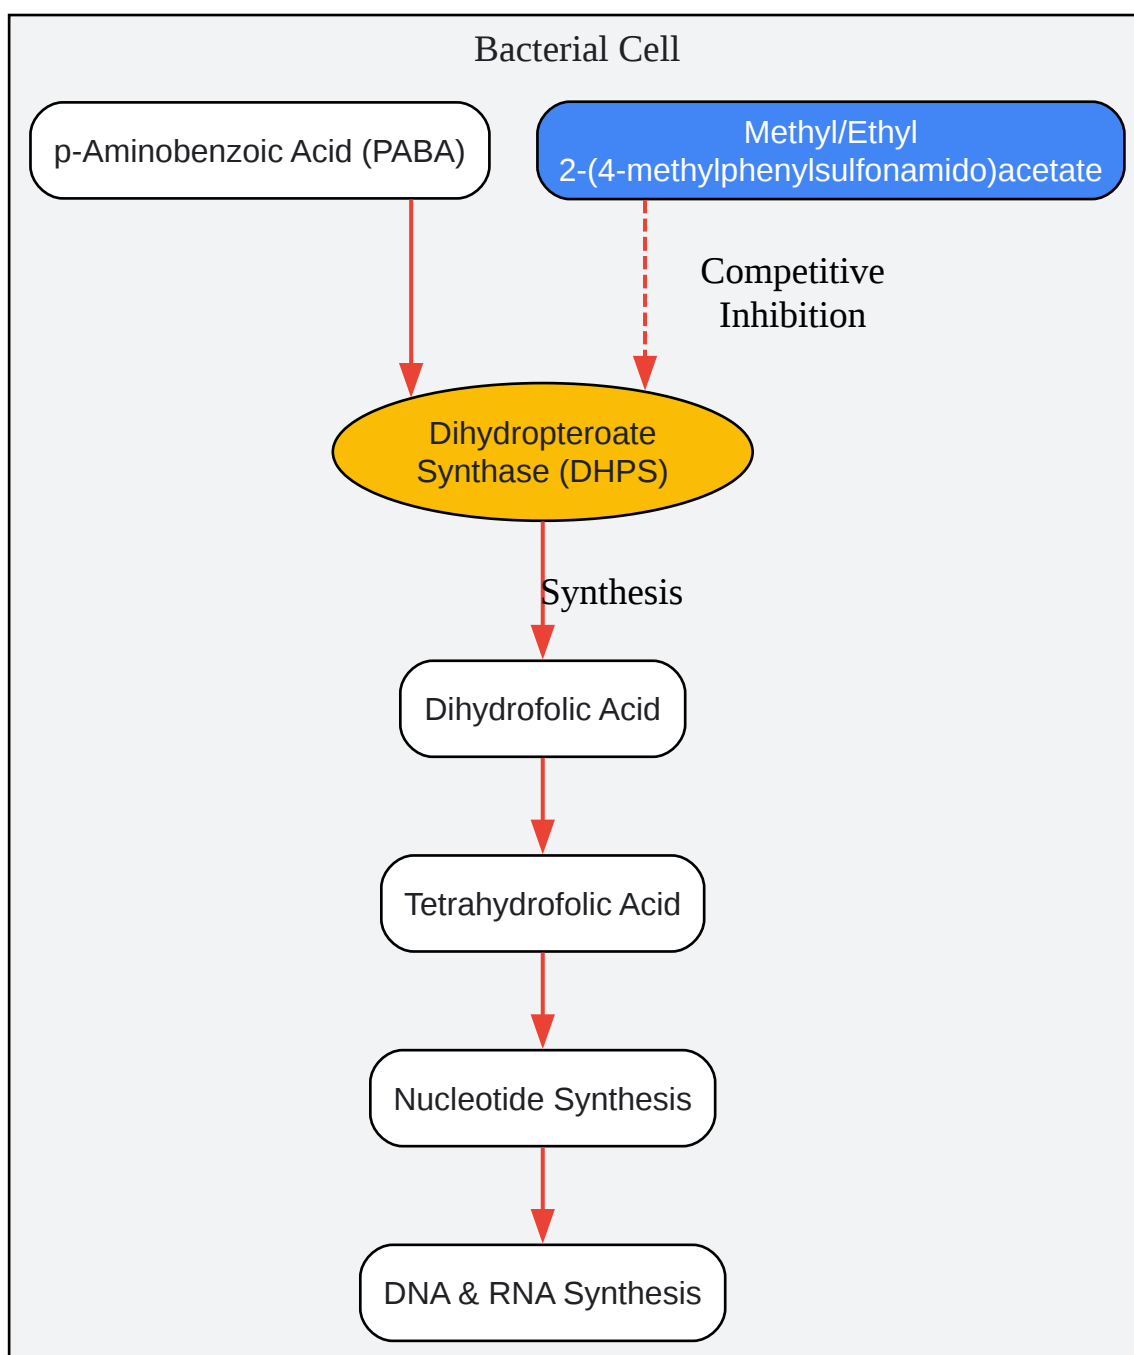 Bacterial Cell
p-Aminobenzoic Acid (PABA)
Methyl/Ethyl
2-(4-methylphenylsulfonamido)acetate
Competitive
Inhibition
Dihydropteroate
Synthase (DHPS)
Synthesis
Dihydrofolic Acid
Tetrahydrofolic Acid
Nucleotide Synthesis
DNA & RNA Synthesis